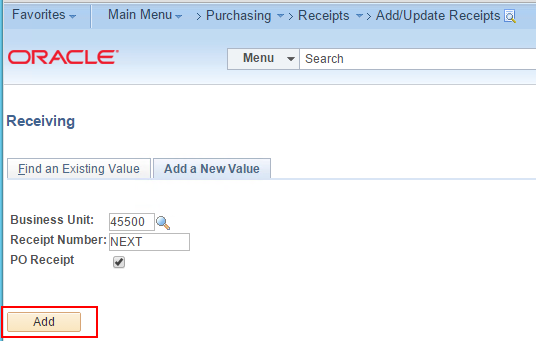 Favorites Main Menu > Purchasing > Receipts > Add/Update Receipts
ORACLE
Menu Search
Receiving
Find an Existing Value Add a New Value
Business Unit: 45500
Receipt Number: NEXT
PO Receipt
Add